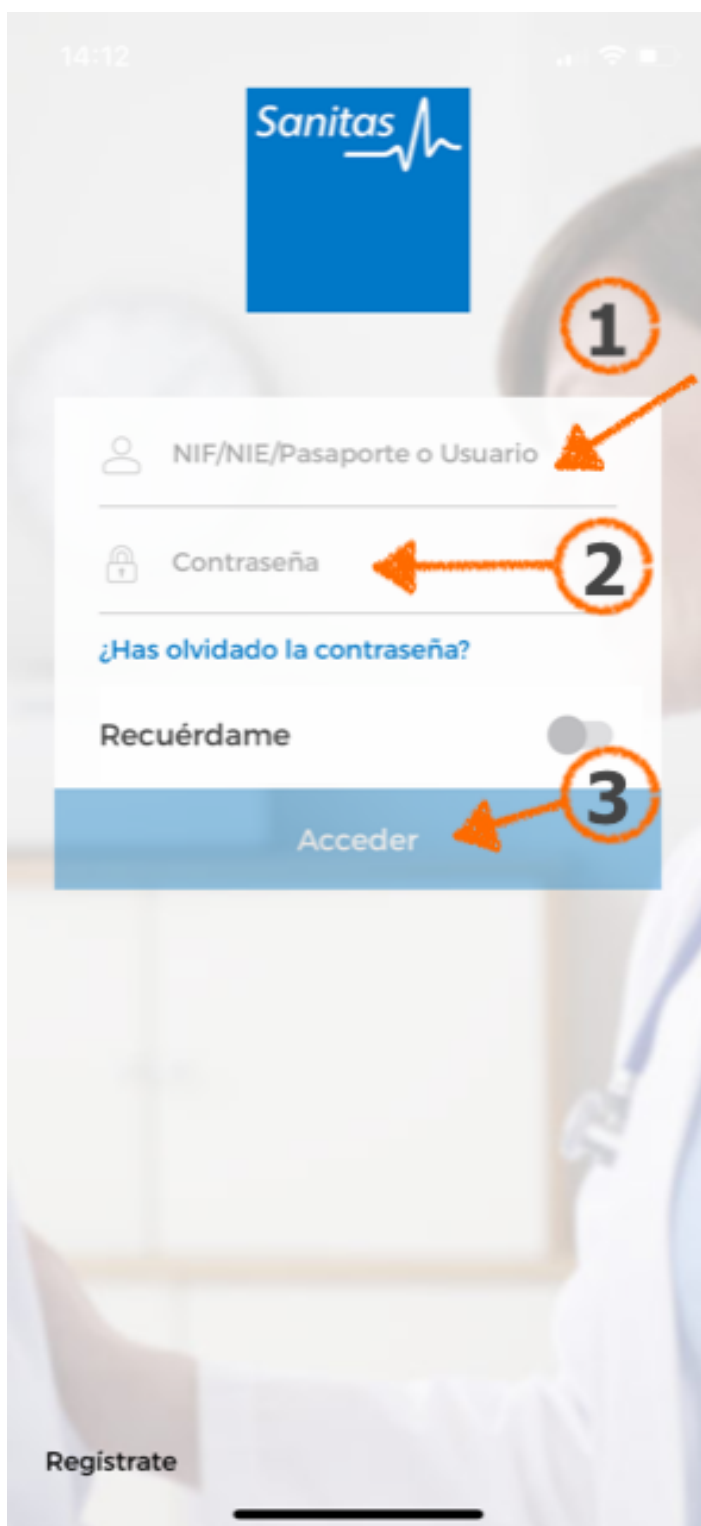 14:12
Sanitas
1
NIF/NIE/Pasaporte o Usuario
Contraseña
2
¿Has olvidado la contraseña?
Recuérdame
3
Acceder
Regístrate